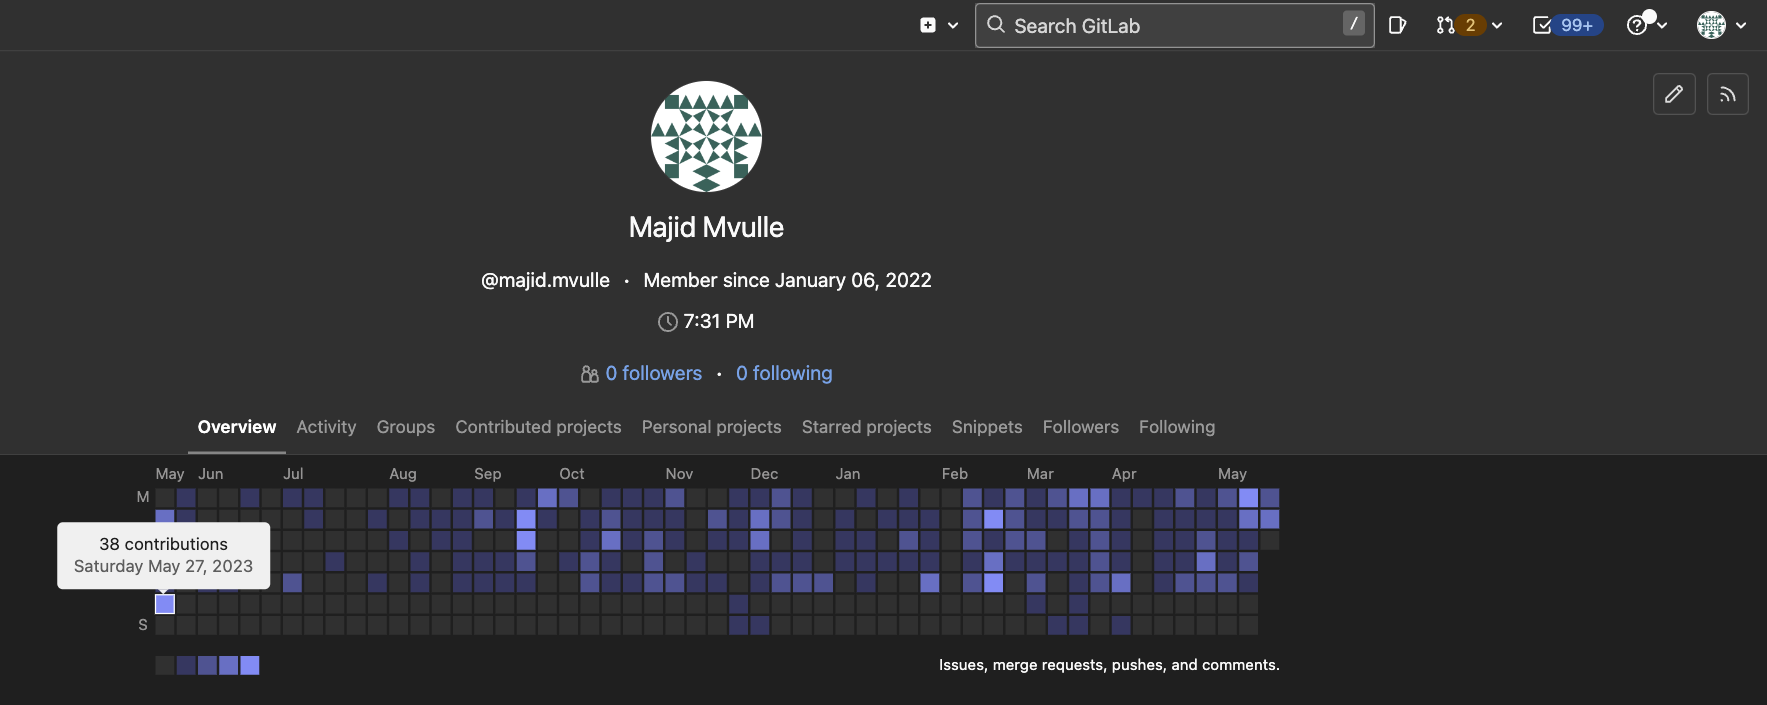 Search GitLab
/
2
99+
Majid Mvulle
@majid.mvulle · Member since January 06, 2022
7:31 PM
0 followers · 0 following
Overview Activity Groups Contributed projects Personal projects Starred projects Snippets Followers Following
May Jun Jul Aug Sep Oct Nov Dec Jan Feb Mar Apr May
M
38 contributions
Saturday May 27, 2023
S
Issues, merge requests, pushes, and comments.